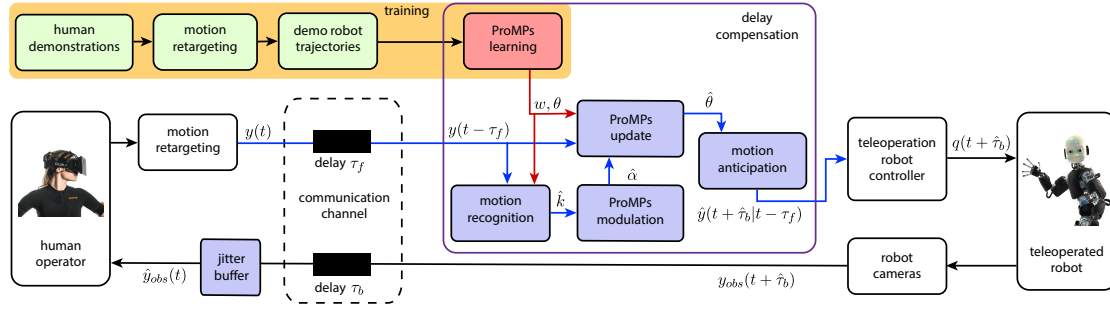 training
human
demonstrations
motion
retargeting
demo robot
trajectories
ProMPs
learning
delay
compensation
human
operator
motion
retargeting
y(t)
delay τ_f
communication
channel
y(t − τ_f)
w, θ
ProMPs
update
θ̂
motion
anticipation
motion
recognition
k̂
ProMPs
modulation
α̂
ŷ(t + τ̂_b|t − τ_f)
teleoperation
robot
controller
q(t + τ̂_b)
teleoperated
robot
robot
cameras
y_obs(t + τ̂_b)
delay τ_b
jitter
buffer
ŷ_obs(t)